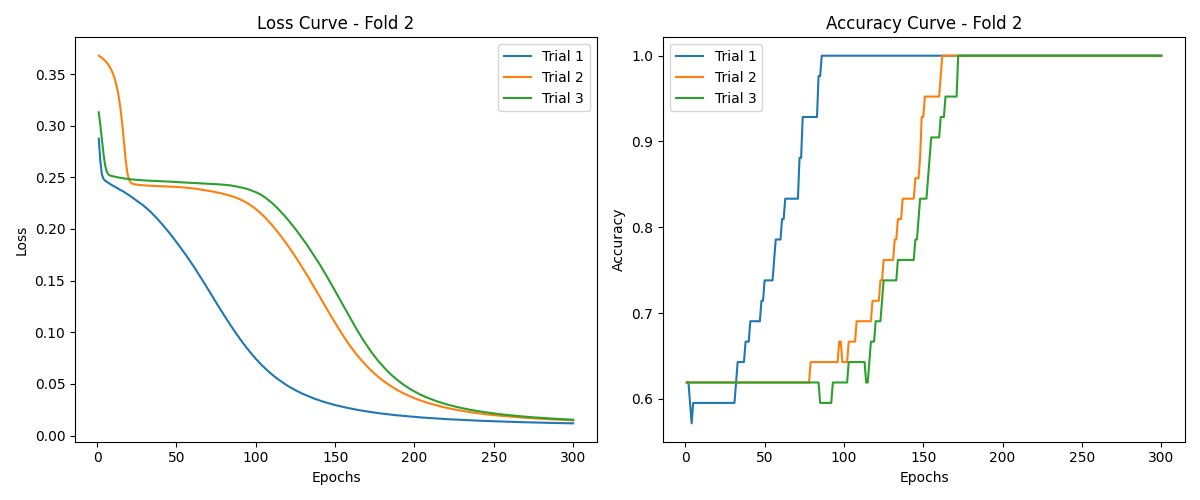 Loss Curve - Fold 2
Trial 1
Trial 2
Trial 3
0.35
0.30
0.25
0.20
0.15
0.10
0.05
0.00
Loss
0 50 100 150 200 250 300
Epochs
Accuracy Curve - Fold 2
Trial 1
Trial 2
Trial 3
1.0
0.9
0.8
0.7
0.6
Accuracy
0 50 100 150 200 250 300
Epochs